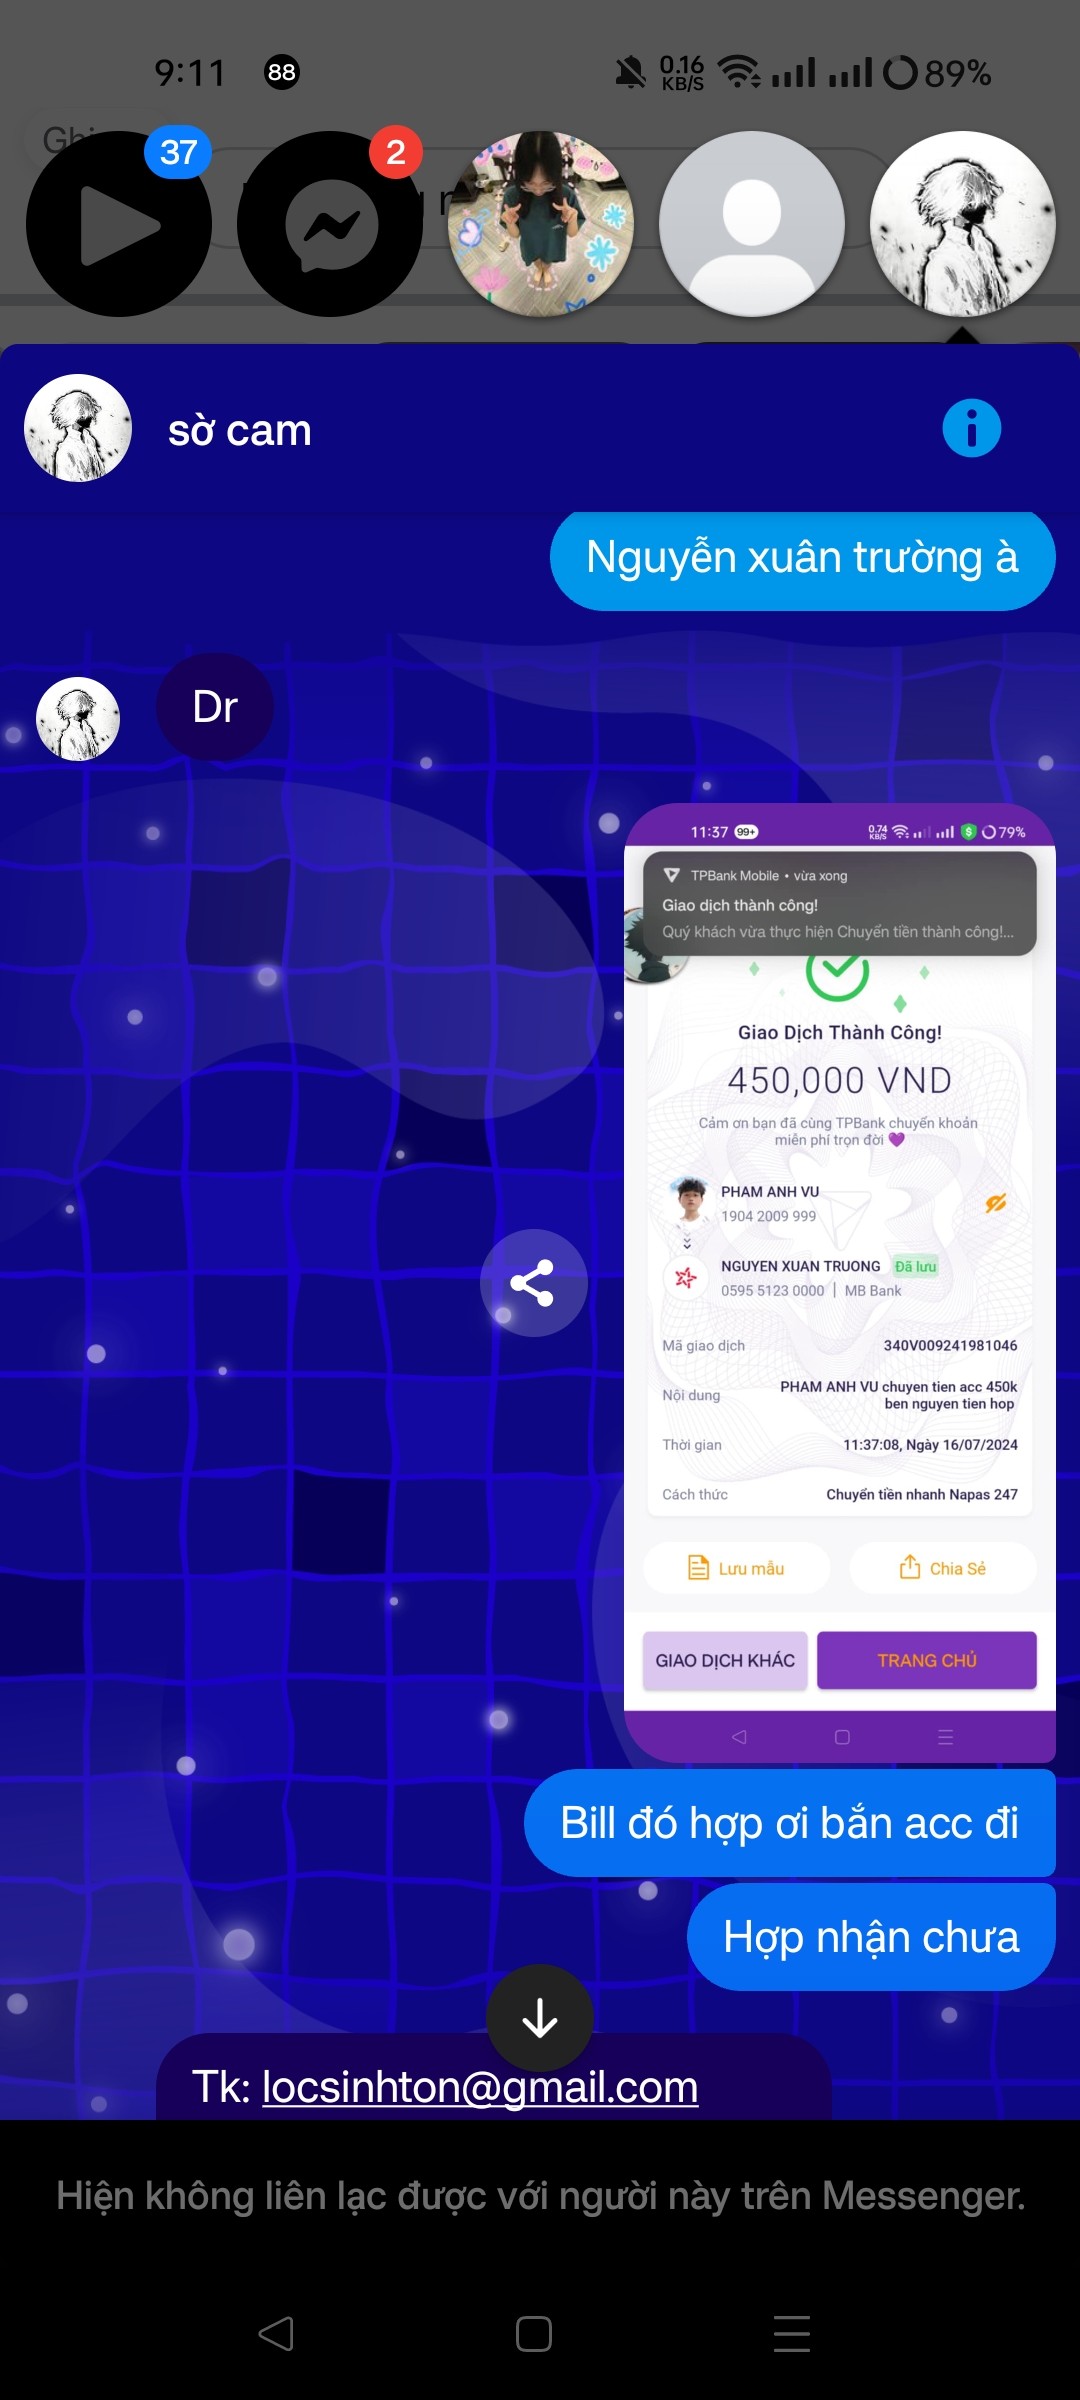 9:11
88
0.16
KB/S
89%
Ghi
37
2
sờ cam
Nguyễn xuân trường à
Dr
11:37
99+
0.74
KB/S
79%
TPBank Mobile • vừa xong
Giao dịch thành công!
Quý khách vừa thực hiện Chuyển tiền thành công!...
Giao Dịch Thành Công!
450,000 VND
Cảm ơn bạn đã cùng TPBank chuyển khoản
miễn phí trọn đời 💜
PHAM ANH VU
1904 2009 999
NGUYEN XUAN TRUONG Đã lưu
0595 5123 0000 | MB Bank
Mã giao dịch 340V009241981046
Nội dung PHAM ANH VU chuyen tien acc 450k
ben nguyen tien hop
Thời gian 11:37:08, Ngày 16/07/2024
Cách thức Chuyển tiền nhanh Napas 247
Lưu mẫu
Chia Sẻ
GIAO DỊCH KHÁC
TRANG CHỦ
Bill đó hợp ơi bắn acc đi
Hợp nhận chưa
Tk: locsinhton@gmail.com
Hiện không liên lạc được với người này trên Messenger.